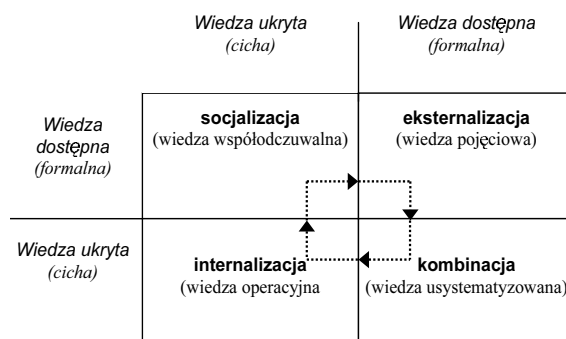 Wiedza ukryta
(cicha)
Wiedza dostępna
(formalna)
Wiedza
dostępna
(formalna)
socjalizacja
(wiedza współodczuwalna)
eksternalizacja
(wiedza pojęciowa)
Wiedza ukryta
(cicha)
internalizacja
(wiedza operacyjna
kombinacja
(wiedza usystematyzowana)